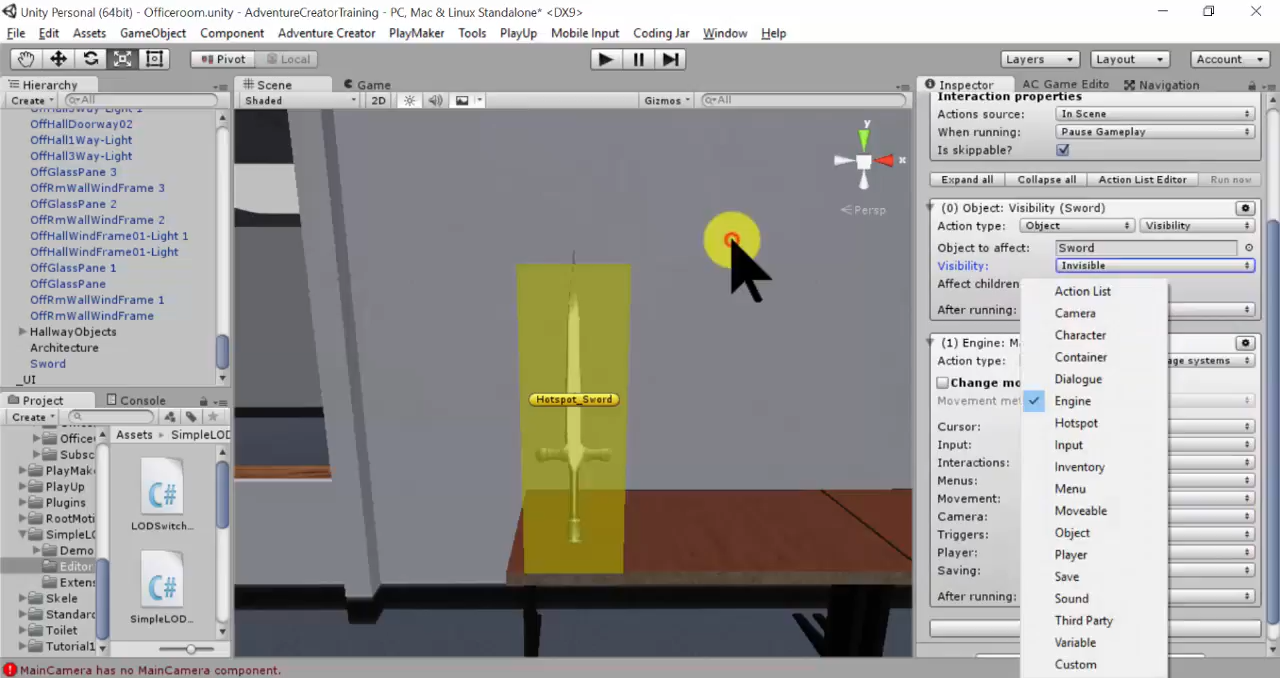 Unity Personal (64bit) - Officeroom.unity - AdventureCreatorTraining - PC, Mac & Linux Standalone* <DX9>
File Edit Assets GameObject Component Adventure Creator PlayMaker Tools PlayUp Mobile Input Coding Jar Window Help
Pivot Local Layers Layout Account
Hierarchy
Create All
OffHall3Way-Light 1
OffHallDoorway02
OffHall1Way-Light
OffHall3Way-Light
OffGlassPane 3
OffRmWallWindFrame 3
OffGlassPane 2
OffRmWallWindFrame 2
OffHallWindFrame01-Light 1
OffHallWindFrame01-Light
OffGlassPane 1
OffGlassPane
OffRmWallWindFrame 1
OffRmWallWindFrame
HallwayObjects
Architecture
Sword
_UI
Project Console
Create
Office
Subsc
PlayMak
PlayUp
Plugins
RootMoti
SimpleLO
Demo
Editor
Extens
Skele
Standar
Toilet
Tutorial1
Assets SimpleLOD
LODSwitch...
SimpleLOD...
Scene Game
Shaded 2D Gizmos All
y
x
Persp
Hotspot_Sword
Inspector AC Game Edito Navigation
Interaction properties
Actions source: In Scene
When running: Pause Gameplay
Is skippable?
Expand all Collapse all Action List Editor Run now
(0) Object: Visibility (Sword)
Action type: Object Visibility
Object to affect: Sword
Visibility: Invisible
Affect children
After running:
(1) Engine: Ma
Action type: age systems
Change mo
Movement met
Cursor:
Input:
Interactions:
Menus:
Movement:
Camera:
Triggers:
Player:
Saving:
After running:
Action List
Camera
Character
Container
Dialogue
Engine
Hotspot
Input
Inventory
Menu
Moveable
Object
Player
Save
Sound
Third Party
Variable
Custom
MainCamera has no MainCamera component.